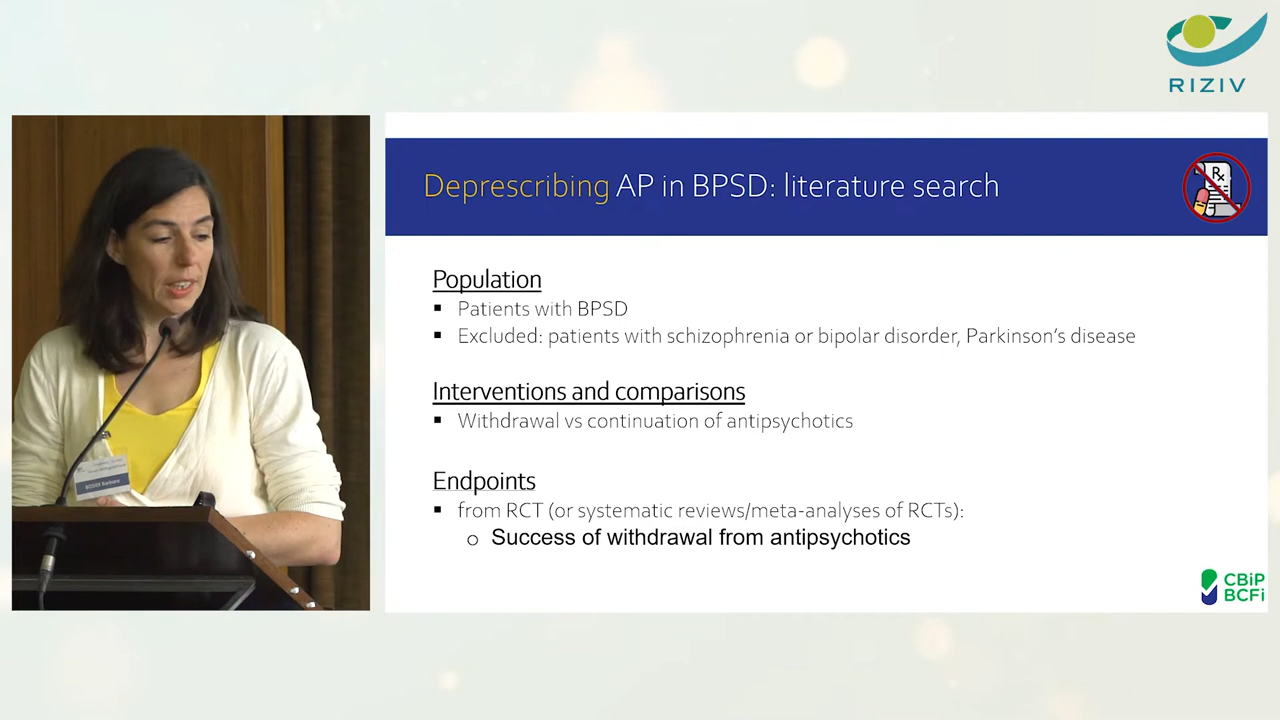 RIZIV
Deprescribing AP in BPSD: literature search
Rx
Population
▪ Patients with BPSD
▪ Excluded: patients with schizophrenia or bipolar disorder, Parkinson's disease
Interventions and comparisons
▪ Withdrawal vs continuation of antipsychotics
Endpoints
▪ from RCT (or systematic reviews/meta-analyses of RCTs):
o Success of withdrawal from antipsychotics
CBiP
BCFi